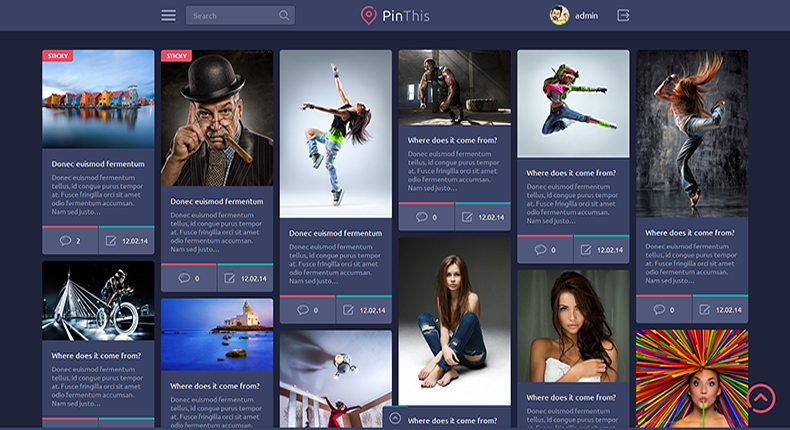 Search
PinThis
admin
STICKY
Donec euismod fermentum
Donec euismod fermentum
tellus, id congue purus tempor
at. Fusce fringilla orci sit amet
odio fermentum accumsan.
Nam sed justo...
2
12.02.14
Where does it come from?
Donec euismod fermentum
tellus, id congue purus tempor
at. Fusce fringilla orci sit amet
odio fermentum accumsan.
Nam sed justo...
STICKY
Donec euismod fermentum
Donec euismod fermentum
tellus, id congue purus tempor
at. Fusce fringilla orci sit amet
odio fermentum accumsan.
Nam sed justo...
0
12.02.14
Where does it come from?
Donec euismod fermentum
tellus, id congue purus tempor
at. Fusce fringilla orci sit amet
Donec euismod fermentum
Donec euismod fermentum
tellus, id congue purus tempor
at. Fusce fringilla orci sit amet
odio fermentum accumsan.
Nam sed justo...
0
12.02.14
Where does it come from?
Donec euismod fermentum
tellus, id congue purus tempor
at. Fusce fringilla orci sit amet
odio fermentum accumsan.
Nam sed justo...
0
12.02.14
Where does it come from?
Where does it come from?
Donec euismod fermentum
tellus, id congue purus tempor
at. Fusce fringilla orci sit amet
odio fermentum accumsan.
Nam sed justo...
0
12.02.14
Where does it come from?
Donec euismod fermentum
tellus, id congue purus tempor
at. Fusce fringilla orci sit amet
Where does it come from?
Donec euismod fermentum
tellus, id congue purus tempor
at. Fusce fringilla orci sit amet
odio fermentum accumsan.
Nam sed justo...
0
12.02.14